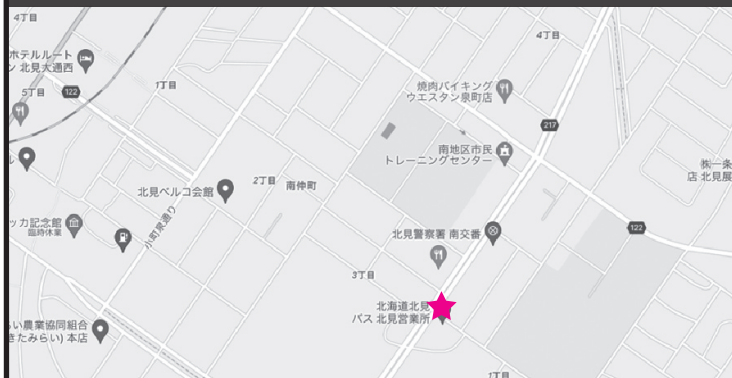 4丁目
4丁目
ホテルルート
ン 北見大通西
1丁目
5丁目
122
焼肉バイキング
ウエスタン泉町店
217
南地区市民
トレーニングセンター
㈱一条
店 北見展
2丁目
南仲町
北見ベルコ会館
ッカ記念館
臨時休業
小町泉通り
北見警察署 南交番
122
3丁目
北海道北見
バス 北見営業所
らい農業協同組合
きたみらい) 本店
1丁目